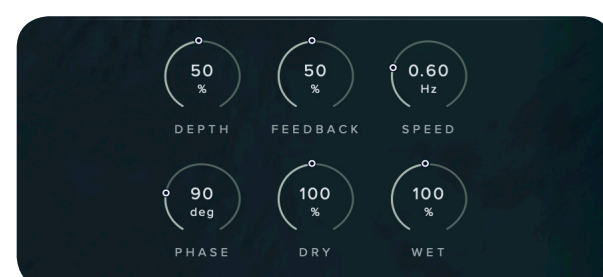 50 50 0.60
% % Hz
DEPTH FEEDBACK SPEED
90 100 100
deg % %
PHASE DRY WET